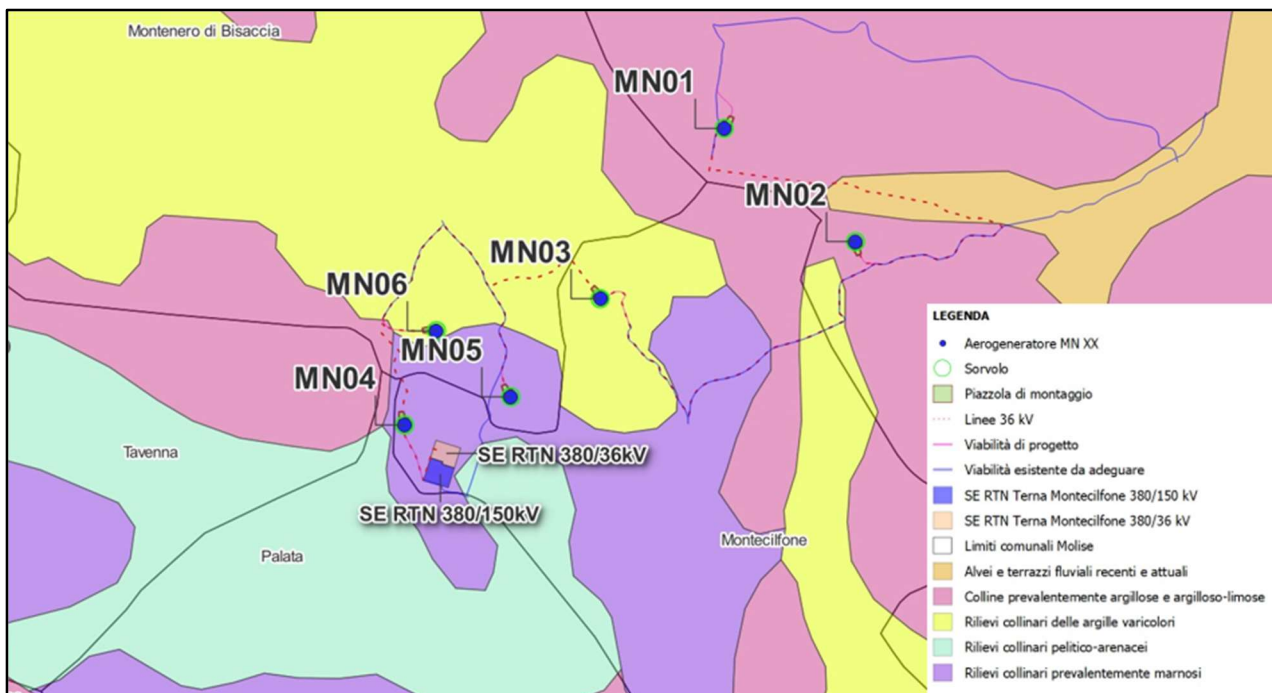 Montenero di Bisaccia
MN01
MN02
MN03
MN06
MN05
MN04
Tavenna
SE RTN 380/36kV
SE RTN 380/150kV
Palata
Montecilfone
LEGENDA
Aerogeneratore MN XX
Sorvolo
Piazzola di montaggio
Linee 36 kV
Viabilità di progetto
Viabilità esistente da adeguare
SE RTN Terna Montecilfone 380/150 kV
SE RTN Terna Montecilfone 380/36 kV
Limiti comunali Molise
Alvei e terrazzi fluviali recenti e attuali
Colline prevalentemente argillose e argilloso-limose
Rilievi collinari delle argille varicolori
Rilievi collinari pelitico-arenacei
Rilievi collinari prevalentemente marnosi